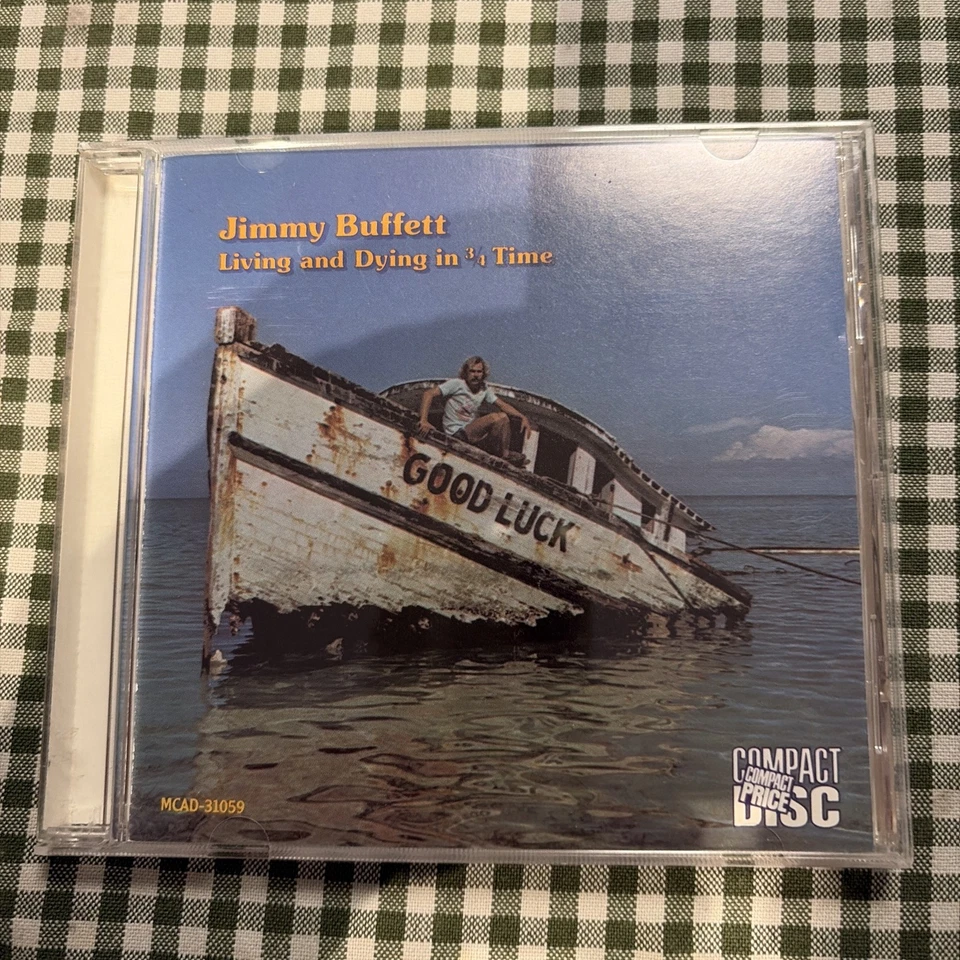 Jimmy Buffett
Living and Dying in 3/4 Time
GOOD LUCK
MCAD-31059
COMPACT
COMPACT
PRICE
DISC